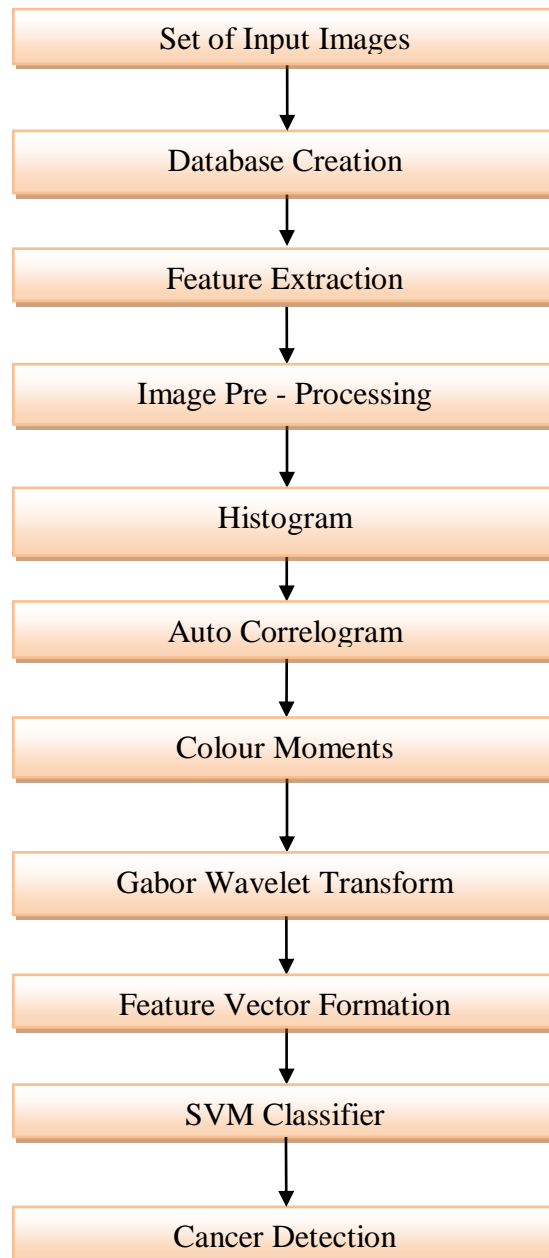 Set of Input Images
Database Creation
Feature Extraction
Image Pre - Processing
Histogram
Auto Correlogram
Colour Moments
Gabor Wavelet Transform
Feature Vector Formation
SVM Classifier
Cancer Detection